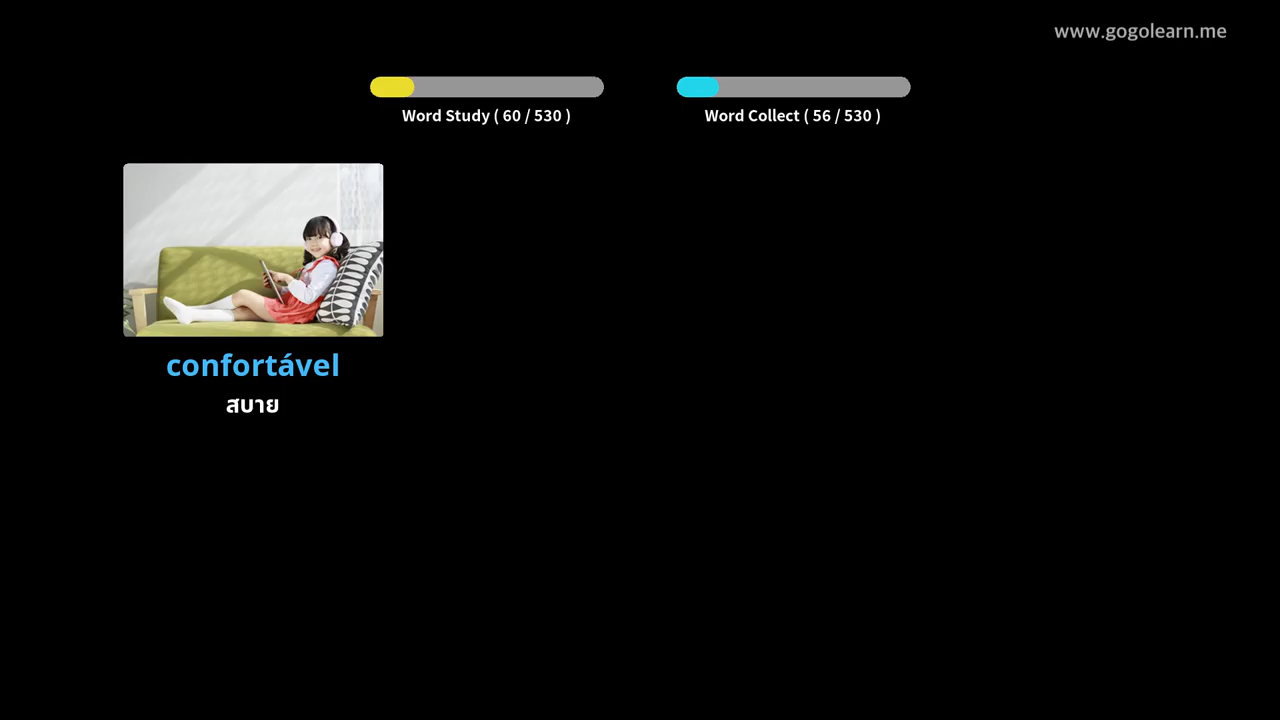 www.gogolearn.me
Word Study ( 60 / 530 )
Word Collect ( 56 / 530 )
confortável
สบาย